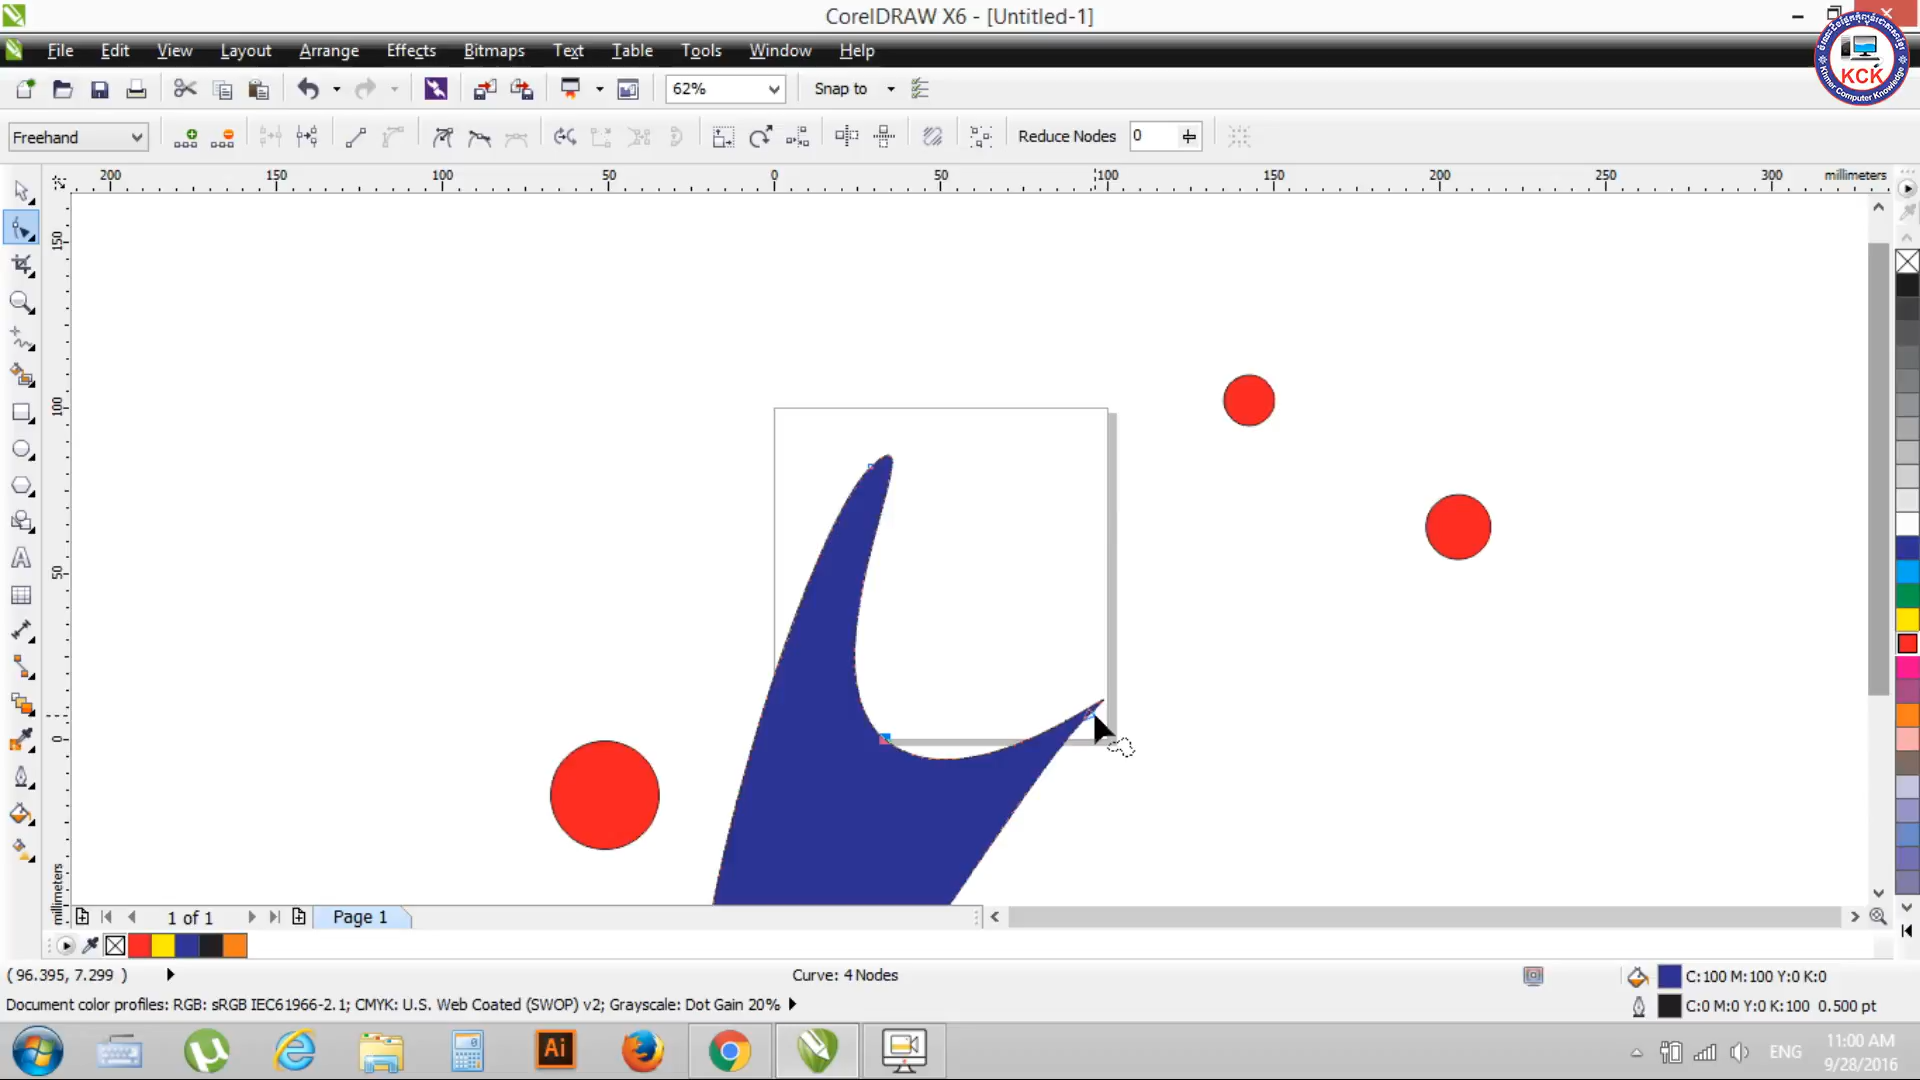 CorelDRAW X6 - [Untitled-1]
File Edit View Layout Arrange Effects Bitmaps Text Table Tools Window Help
KCK
Khmer Computer Knowledge
62% Snap to
Freehand Reduce Nodes 0
200 150 100 50 0 50 100 150 200 250 300 millimeters
150
100
50
0
millimeters
1 of 1 Page 1
( 96.395, 7.299 ) Curve: 4 Nodes C:100 M:100 Y:0 K:0
Document color profiles: RGB: sRGB IEC61966-2.1; CMYK: U.S. Web Coated (SWOP) v2; Grayscale: Dot Gain 20% C:0 M:0 Y:0 K:100 0.500 pt
Ai
ENG
11:00 AM
9/28/2016